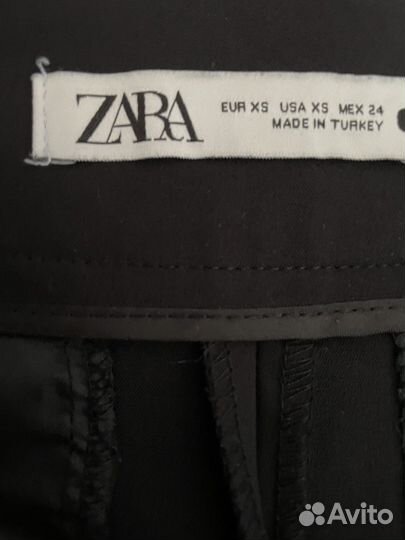 ZARA
EUR XS USA XS MEX 24
MADE IN TURKEY
Avito